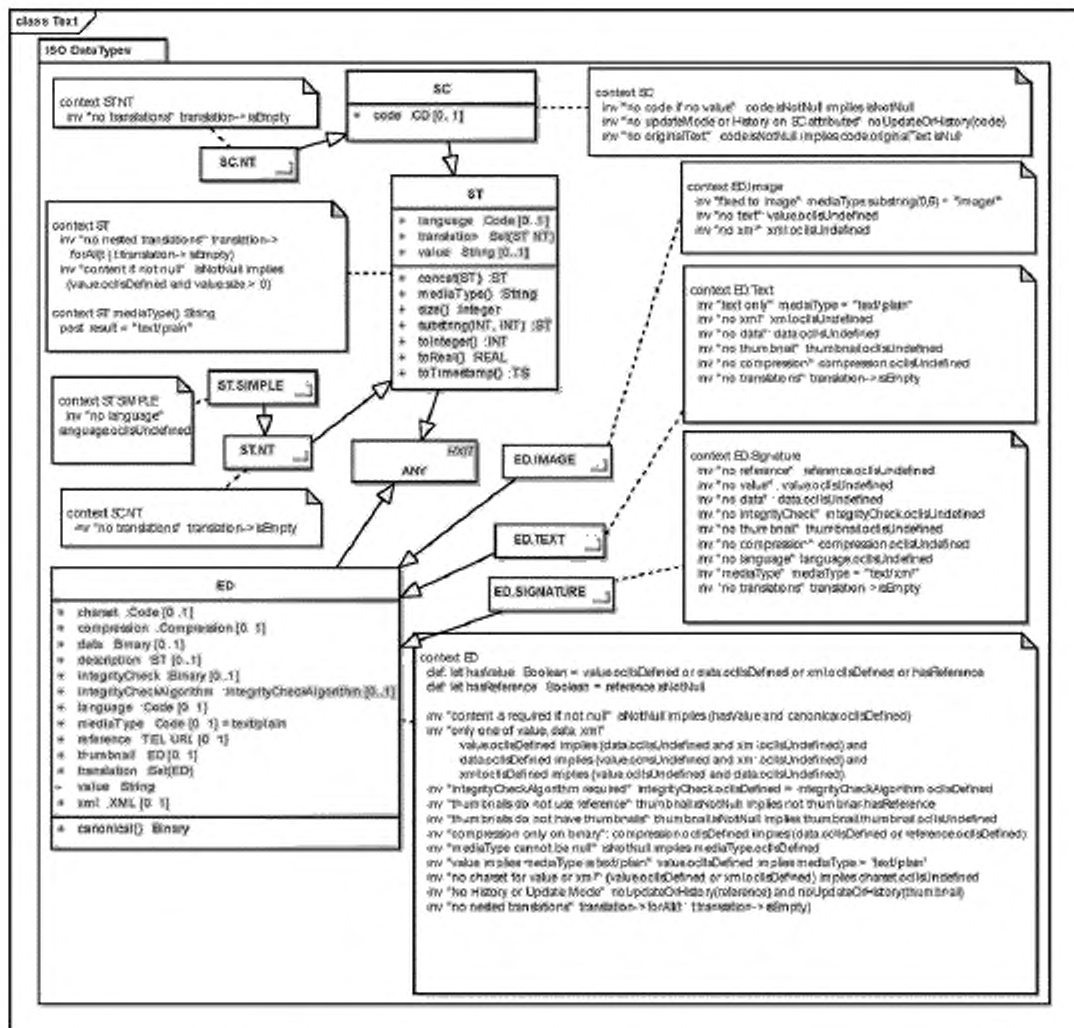 class Text
ISO DataTypes
context ST.NT
inv "no translations" translation->isEmpty
SC
+ code :CD [0..1]
context SC
inv "no code if no value" code.isNotNull implies isNotNull
inv "no updateMode or History on SC attributes" noUpdateOrHistory(code)
inv "no originalText" code.isNotNull implies code.originalText.isNull
SC.NT
ST
+ language :Code [0..1]
+ translation :Set(ST.NT)
+ value :String [0..1]
+ concat(ST) :ST
+ mediaType() :String
+ size() :Integer
+ substring(INT, INT) :ST
+ toInteger() :INT
+ toReal() :REAL
+ toTimestamp() :TS
context ED.Image
inv "fixed to image" mediaType.substring(0,6) = "image/"
inv "no text" value.oclIsUndefined
inv "no xml" xml.oclIsUndefined
context ST
inv "no nested translations" translation->
forAll(t | t.translation->isEmpty)
inv "content if not null" isNotNull implies
(value.oclIsDefined and value.size > 0)
context ST mediaType() String
post result = "text/plain"
context ED.Text
inv "text only" mediaType = "text/plain"
inv "no xml" xml.oclIsUndefined
inv "no data" data.oclIsUndefined
inv "no thumbnail" thumbnail.oclIsUndefined
inv "no compression" compression.oclIsUndefined
inv "no translations" translation->isEmpty
ST.SIMPLE
context ST.SIMPLE
inv "no language"
language.oclIsUndefined
ST.NT
HXIT
ANY
ED.IMAGE
context ED.Signature
inv "no reference" reference.oclIsUndefined
inv "no value" value.oclIsUndefined
inv "no data" data.oclIsUndefined
inv "no integrityCheck" integrityCheck.oclIsUndefined
inv "no thumbnail" thumbnail.oclIsUndefined
inv "no compression" compression.oclIsUndefined
inv "no language" language.oclIsUndefined
inv "mediaType" mediaType = "text/xml"
inv "no translations" translation->isEmpty
context SC.NT
inv "no translations" translation->isEmpty
ED.TEXT
ED.SIGNATURE
ED
+ charset :Code [0..1]
+ compression :Compression [0..1]
+ data :Binary [0..1]
+ description :ST [0..1]
+ integrityCheck :Binary [0..1]
+ integrityCheckAlgorithm :IntegrityCheckAlgorithm [0..1]
+ language :Code [0..1]
+ mediaType :Code [0..1] = text/plain
+ reference :TEL.URL [0..1]
+ thumbnail :ED [0..1]
+ translation :Set(ED)
+ value :String
+ xml :XML [0..1]
+ canonical() :Binary
context ED
def: let hasValue : Boolean = value.oclIsDefined or data.oclIsDefined or xml.oclIsDefined or hasReference
def: let hasReference : Boolean = reference.isNotNull
inv "content is required if not null" isNotNull implies (hasValue and canonical.oclIsDefined)
inv "only one of value, data, xml"
value.oclIsDefined implies (data.oclIsUndefined and xml.oclIsUndefined) and
data.oclIsDefined implies (value.oclIsUndefined and xml.oclIsUndefined) and
xml.oclIsDefined implies (value.oclIsUndefined and data.oclIsUndefined)
inv "integrityCheckAlgorithm required" integrityCheck.oclIsDefined = integrityCheckAlgorithm.oclIsDefined
inv "thumbnails do not use reference" thumbnail.isNotNull implies not thumbnail.hasReference
inv "thumbnails do not have thumbnails" thumbnail.isNotNull implies thumbnail.thumbnail.oclIsUndefined
inv "compression only on binary": compression.oclIsDefined implies (data.oclIsDefined or reference.oclIsDefined)
inv "mediaType cannot be null" isNotNull implies mediaType.oclIsDefined
inv "value implies mediaType is text/plain" value.oclIsDefined implies mediaType = "text/plain"
inv "no charset for value or xml" (value.oclIsDefined or xml.oclIsDefined) implies charset.oclIsUndefined
inv "No History or Update Mode" noUpdateOrHistory(reference) and noUpdateOrHistory(thumbnail)
inv "no nested translations" translation->forAll(t | t.translation->isEmpty)